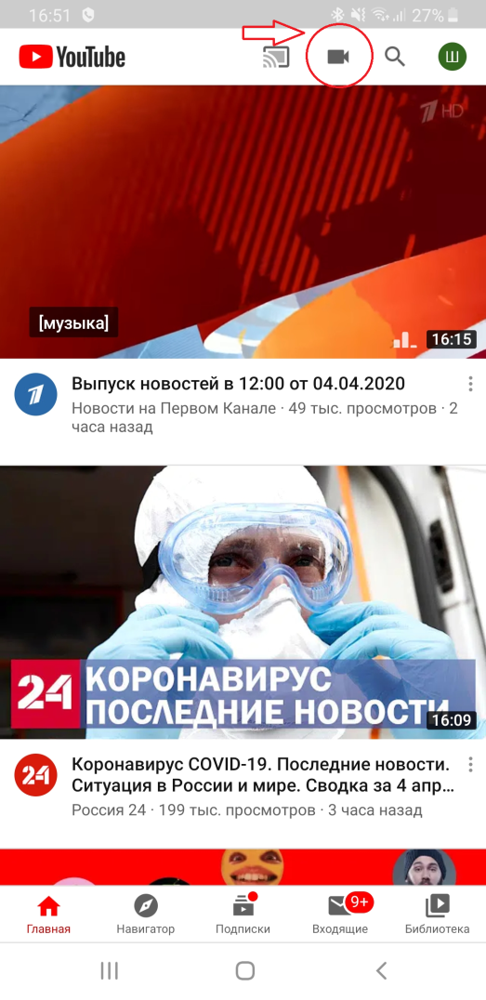 16:51
27%
YouTube
Ш
HD
[музыка]
16:15
Выпуск новостей в 12:00 от 04.04.2020
Новости на Первом Канале · 49 тыс. просмотров · 2
часа назад
24
КОРОНАВИРУС
ПОСЛЕДНИЕ НОВОСТИ
16:09
24
Коронавирус COVID-19. Последние новости.
Ситуация в России и мире. Сводка за 4 апр...
Россия 24 · 199 тыс. просмотров · 3 часа назад
9+
Главная
Навигатор
Подписки
Входящие
Библиотека